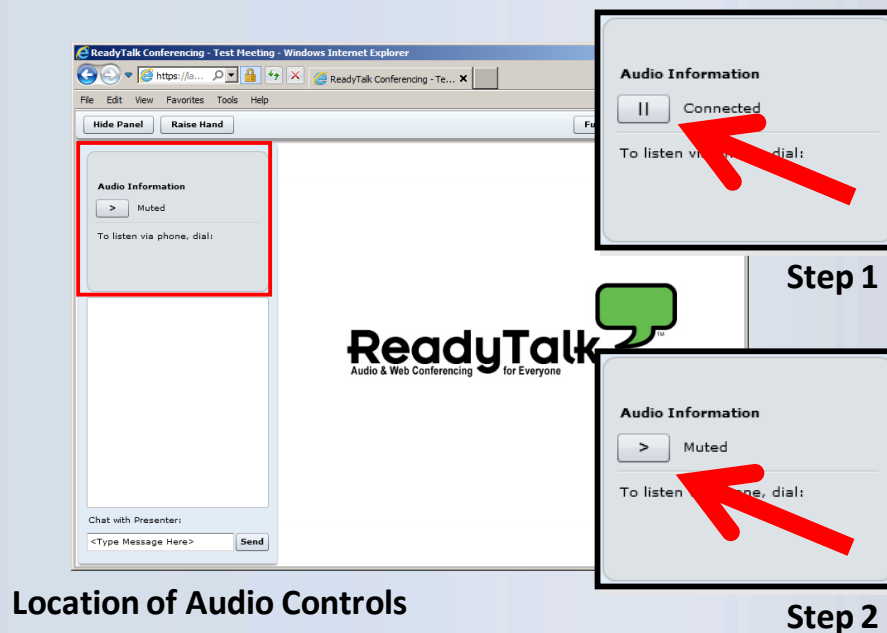 ReadyTalk Conferencing - Test Meeting - Windows Internet Explorer
https://la...
ReadyTalk Conferencing - Te...
File Edit View Favorites Tools Help
Hide Panel Raise Hand
Audio Information
> Muted
To listen via phone, dial:
ReadyTalk
TM
Audio & Web Conferencing for Everyone
Chat with Presenter:
<Type Message Here> Send
Location of Audio Controls
Audio Information
Connected
To listen dial:
Step 1
Audio Information
> Muted
To listen dial:
Step 2